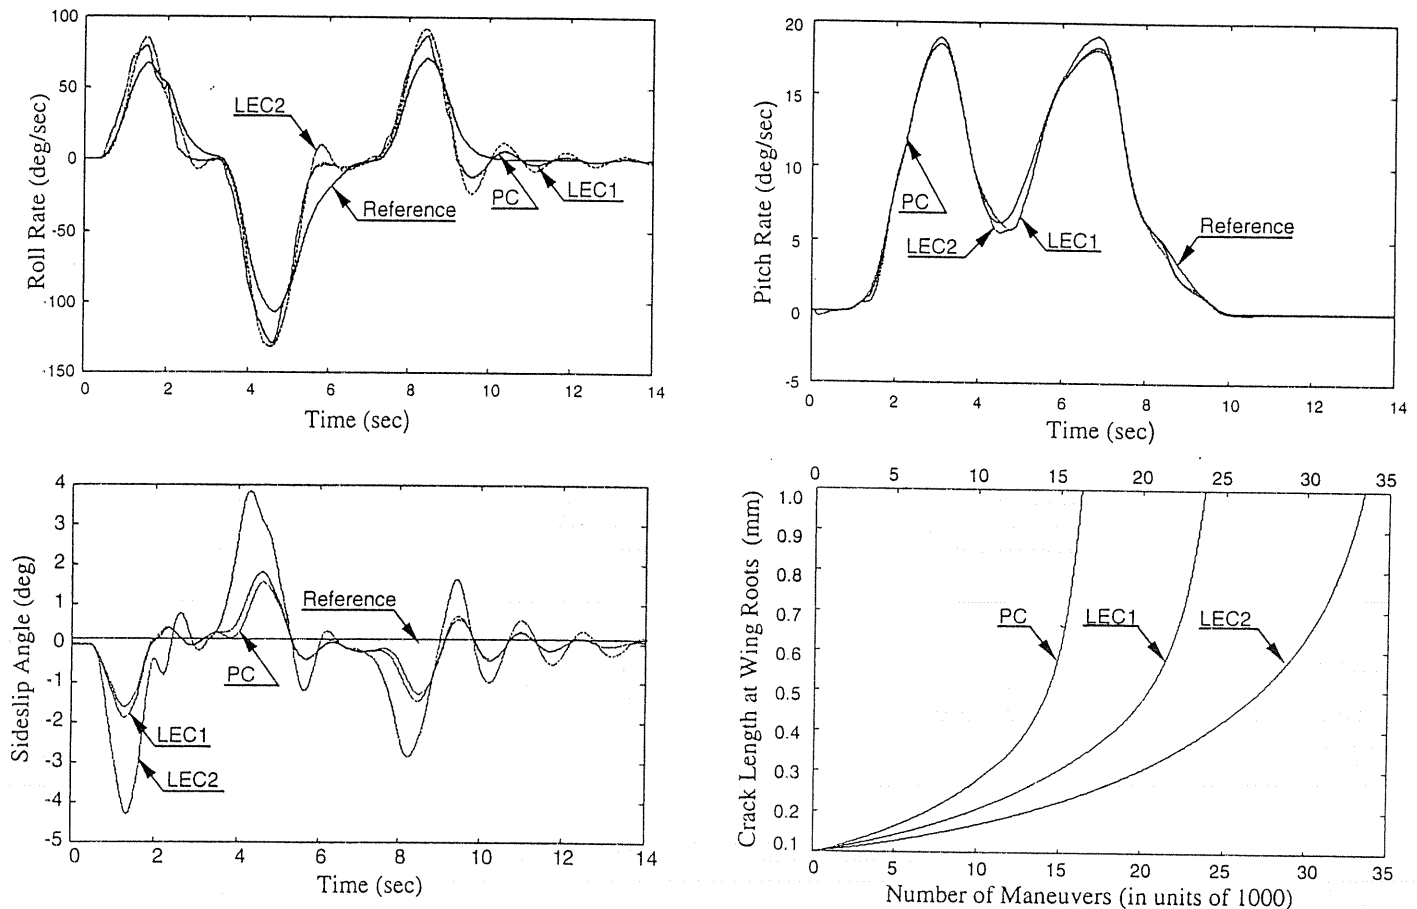 100
50
0
-50
-100
-150
Roll Rate (deg/sec)
LEC2
Reference
PC
LEC1
0 2 4 6 8 10 12 14
Time (sec)
20
15
10
5
0
-5
Pitch Rate (deg/sec)
PC
LEC2
LEC1
Reference
0 2 4 6 8 10 12 14
Time (sec)
4
3
2
1
0
-1
-2
-3
-4
-5
Sideslip Angle (deg)
Reference
PC
LEC1
LEC2
0 2 4 6 8 10 12 14
Time (sec)
0 5 10 15 20 25 30 35
1.0
0.9
0.8
0.7
0.6
0.5
0.4
0.3
0.2
0.1
Crack Length at Wing Roots (mm)
PC
LEC1
LEC2
0 5 10 15 20 25 30 35
Number of Maneuvers (in units of 1000)